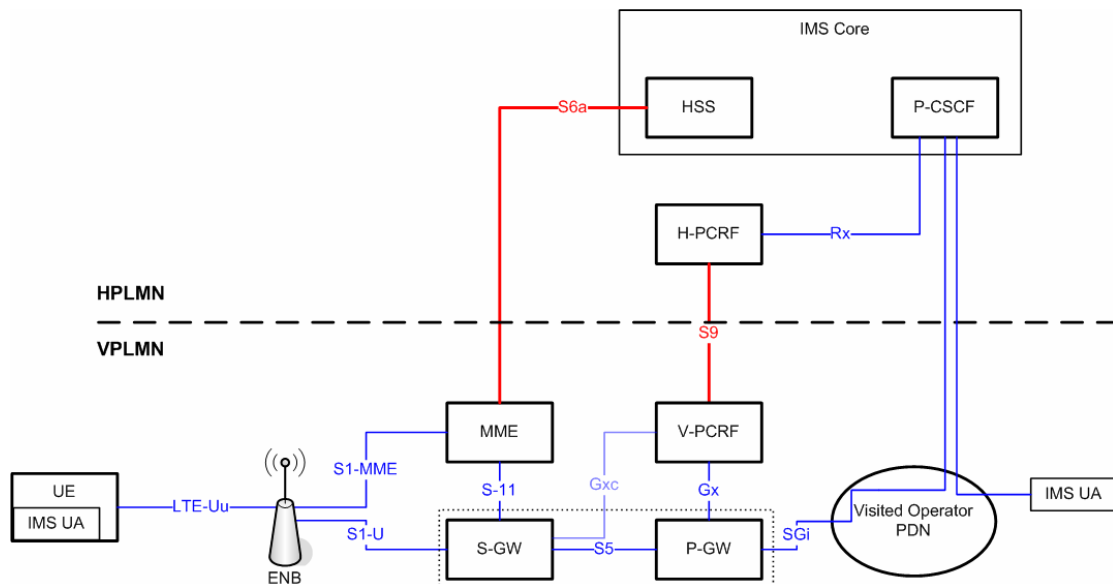 IMS Core
HSS
P-CSCF
S6a
H-PCRF
Rx
HPLMN
VPLMN
S9
MME
V-PCRF
S1-MME
S-11
Gxc
Gx
UE
IMS UA
LTE-Uu
S1-U
ENB
S-GW
S5
P-GW
SGi
Visited Operator
PDN
IMS UA